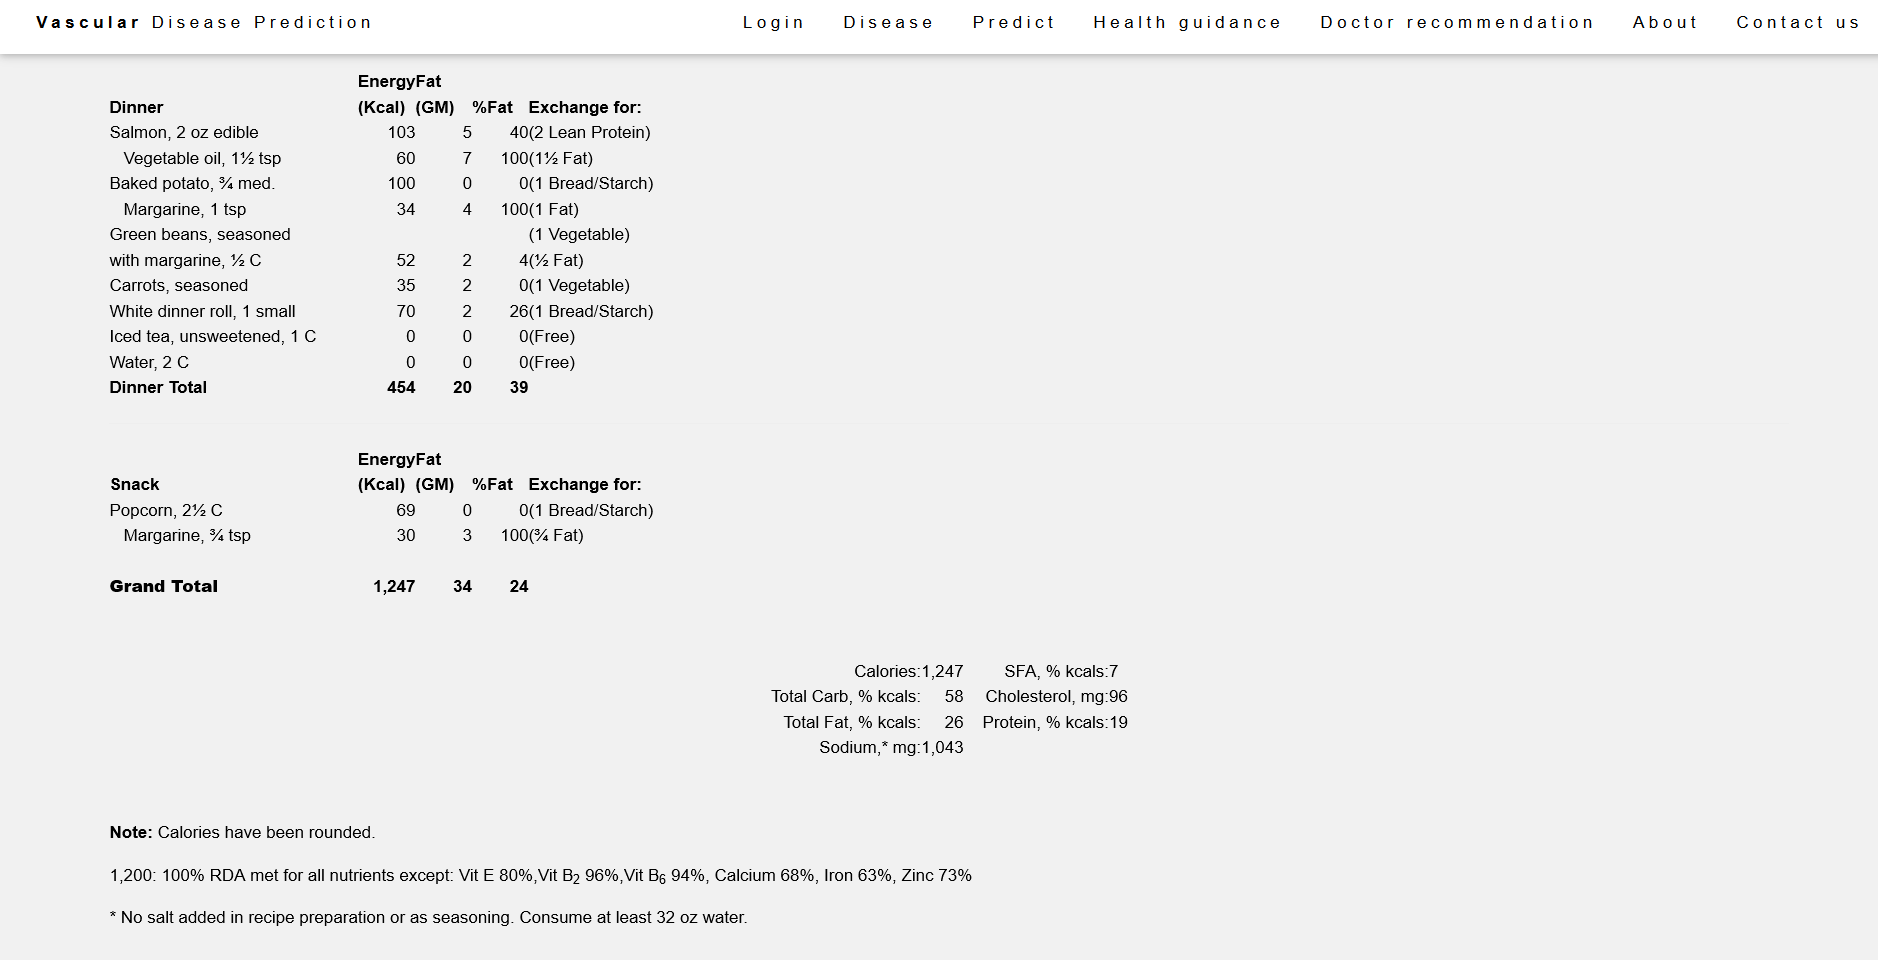 Vascular Disease Prediction Login Disease Predict Health guidance Doctor recommendation About Contact us
EnergyFat
Dinner (Kcal) (GM) %Fat Exchange for:
Salmon, 2 oz edible 103 5 40(2 Lean Protein)
Vegetable oil, 1½ tsp 60 7 100(1½ Fat)
Baked potato, ¾ med. 100 0 0(1 Bread/Starch)
Margarine, 1 tsp 34 4 100(1 Fat)
Green beans, seasoned (1 Vegetable)
with margarine, ½ C 52 2 4(½ Fat)
Carrots, seasoned 35 2 0(1 Vegetable)
White dinner roll, 1 small 70 2 26(1 Bread/Starch)
Iced tea, unsweetened, 1 C 0 0 0(Free)
Water, 2 C 0 0 0(Free)
Dinner Total 454 20 39
EnergyFat
Snack (Kcal) (GM) %Fat Exchange for:
Popcorn, 2½ C 69 0 0(1 Bread/Starch)
Margarine, ¾ tsp 30 3 100(¾ Fat)
Grand Total 1,247 34 24
Calories:1,247 SFA, % kcals:7
Total Carb, % kcals: 58 Cholesterol, mg:96
Total Fat, % kcals: 26 Protein, % kcals:19
Sodium,* mg:1,043
Note: Calories have been rounded.
1,200: 100% RDA met for all nutrients except: Vit E 80%,Vit B2 96%,Vit B6 94%, Calcium 68%, Iron 63%, Zinc 73%
* No salt added in recipe preparation or as seasoning. Consume at least 32 oz water.